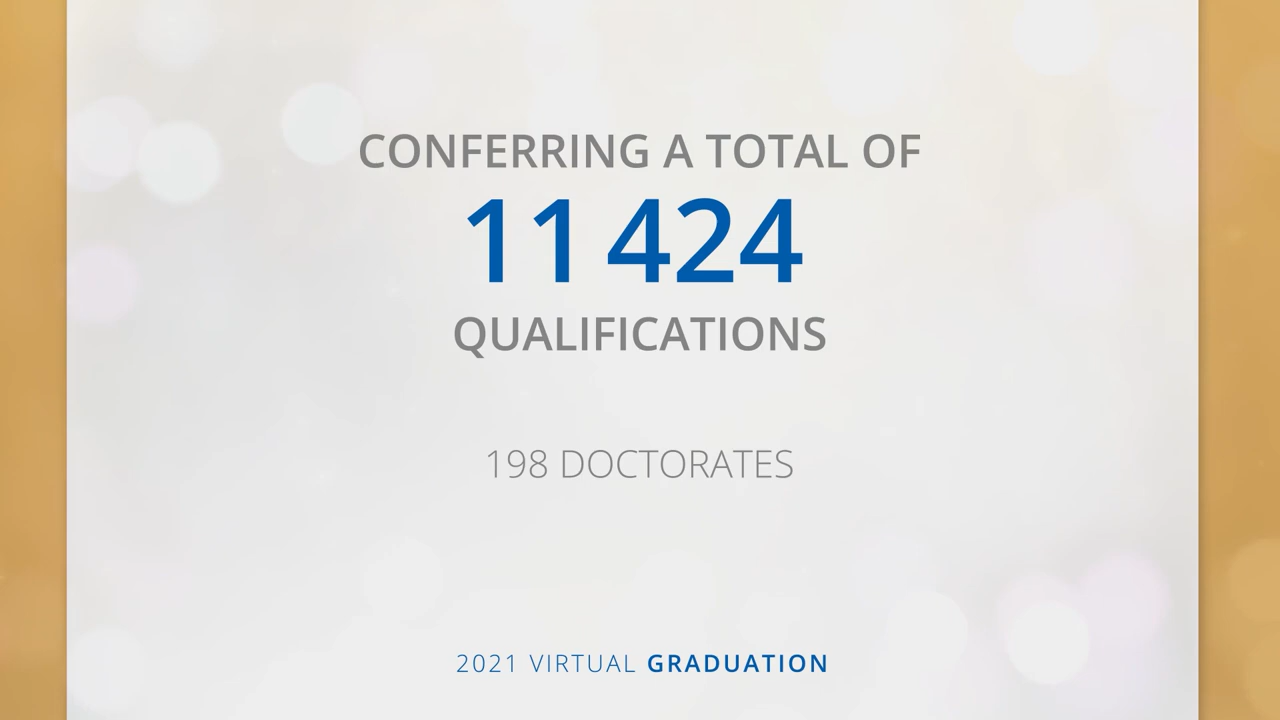 CONFERRING A TOTAL OF
11 424
QUALIFICATIONS
198 DOCTORATES
2021 VIRTUAL GRADUATION